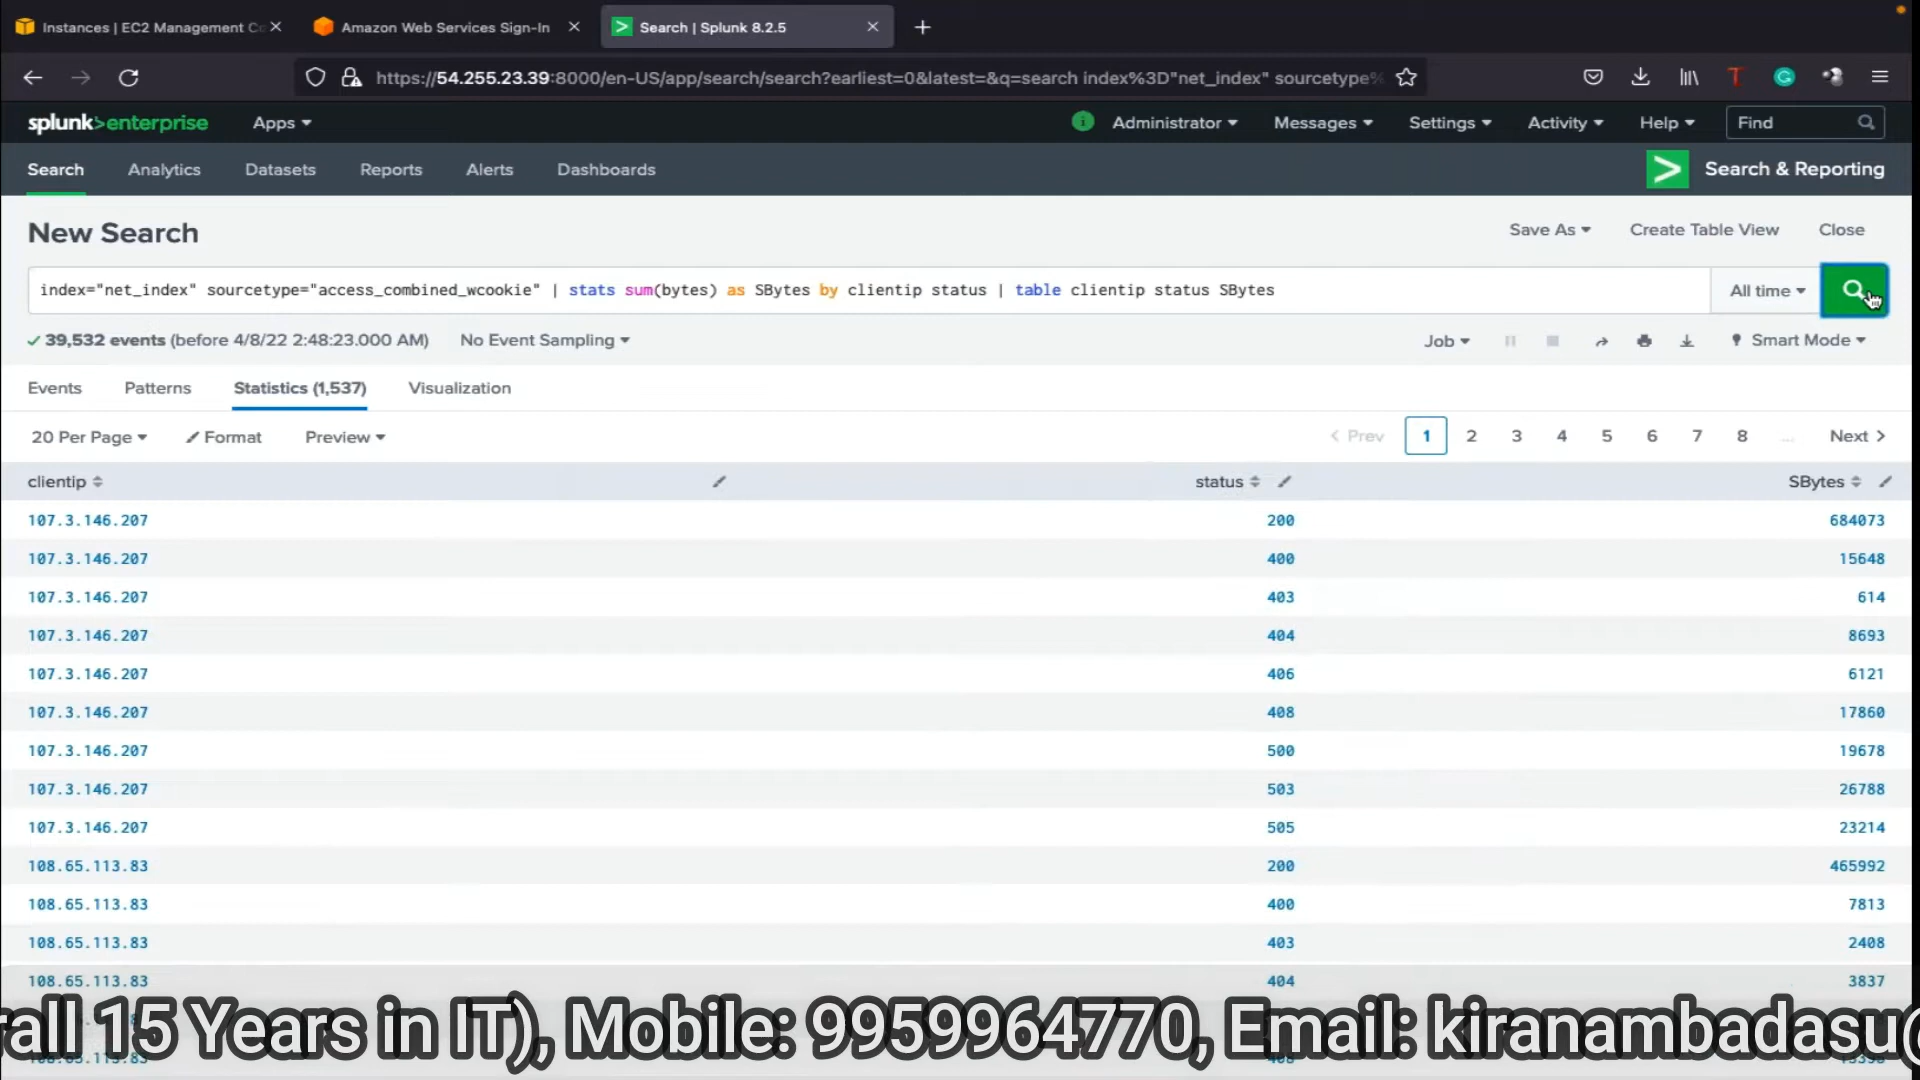 Instances | EC2 Management Co
Amazon Web Services Sign-In
Search | Splunk 8.2.5
https://54.255.23.39:8000/en-US/app/search/search?earliest=0&latest=&q=search index%3D"net_index" sourcetype%
splunk>enterprise
Apps
i
Administrator
Messages
Settings
Activity
Help
Find
Search
Analytics
Datasets
Reports
Alerts
Dashboards
Search & Reporting
New Search
Save As
Create Table View
Close
index="net_index" sourcetype="access_combined_wcookie" | stats sum(bytes) as SBytes by clientip status | table clientip status SBytes
All time
39,532 events (before 4/8/22 2:48:23.000 AM)
No Event Sampling
Job
Smart Mode
Events
Patterns
Statistics (1,537)
Visualization
20 Per Page
Format
Preview
< Prev 1 2 3 4 5 6 7 8 ... Next >
clientip status SBytes
107.3.146.207 200 684073
107.3.146.207 400 15648
107.3.146.207 403 614
107.3.146.207 404 8693
107.3.146.207 406 6121
107.3.146.207 408 17860
107.3.146.207 500 19678
107.3.146.207 503 26788
107.3.146.207 505 23214
108.65.113.83 200 465992
108.65.113.83 400 7813
108.65.113.83 403 2408
108.65.113.83 404 3837
rall 15 Years in IT), Mobile: 9959964770, Email: kiranambadasu@